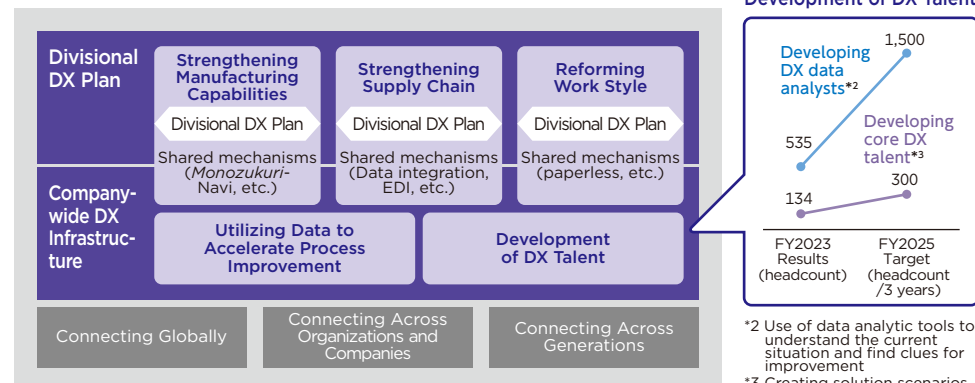 Divisional
DX Plan
Strengthening
Manufacturing
Capabilities
Divisional DX Plan
Shared mechanisms
(Monozukuri-
Navi, etc.)
Strengthening
Supply Chain
Divisional DX Plan
Shared mechanisms
(Data integration,
EDI, etc.)
Reforming
Work Style
Divisional DX Plan
Shared mechanisms
(paperless, etc.)
Company-
wide DX
Infrastruc-
ture
Utilizing Data to
Accelerate Process
Improvement
Development
of DX Talent
Connecting Globally
Connecting Across
Organizations and
Companies
Connecting Across
Generations
Development of DX Talent
Developing
DX data
analysts*2
1,500
535
Developing
core DX
talent*3
134
300
FY2023
Results
(headcount)
FY2025
Target
(headcount
/3 years)
*2 Use of data analytic tools to
understand the current
situation and find clues for
improvement
*3 Creating solution scenarios